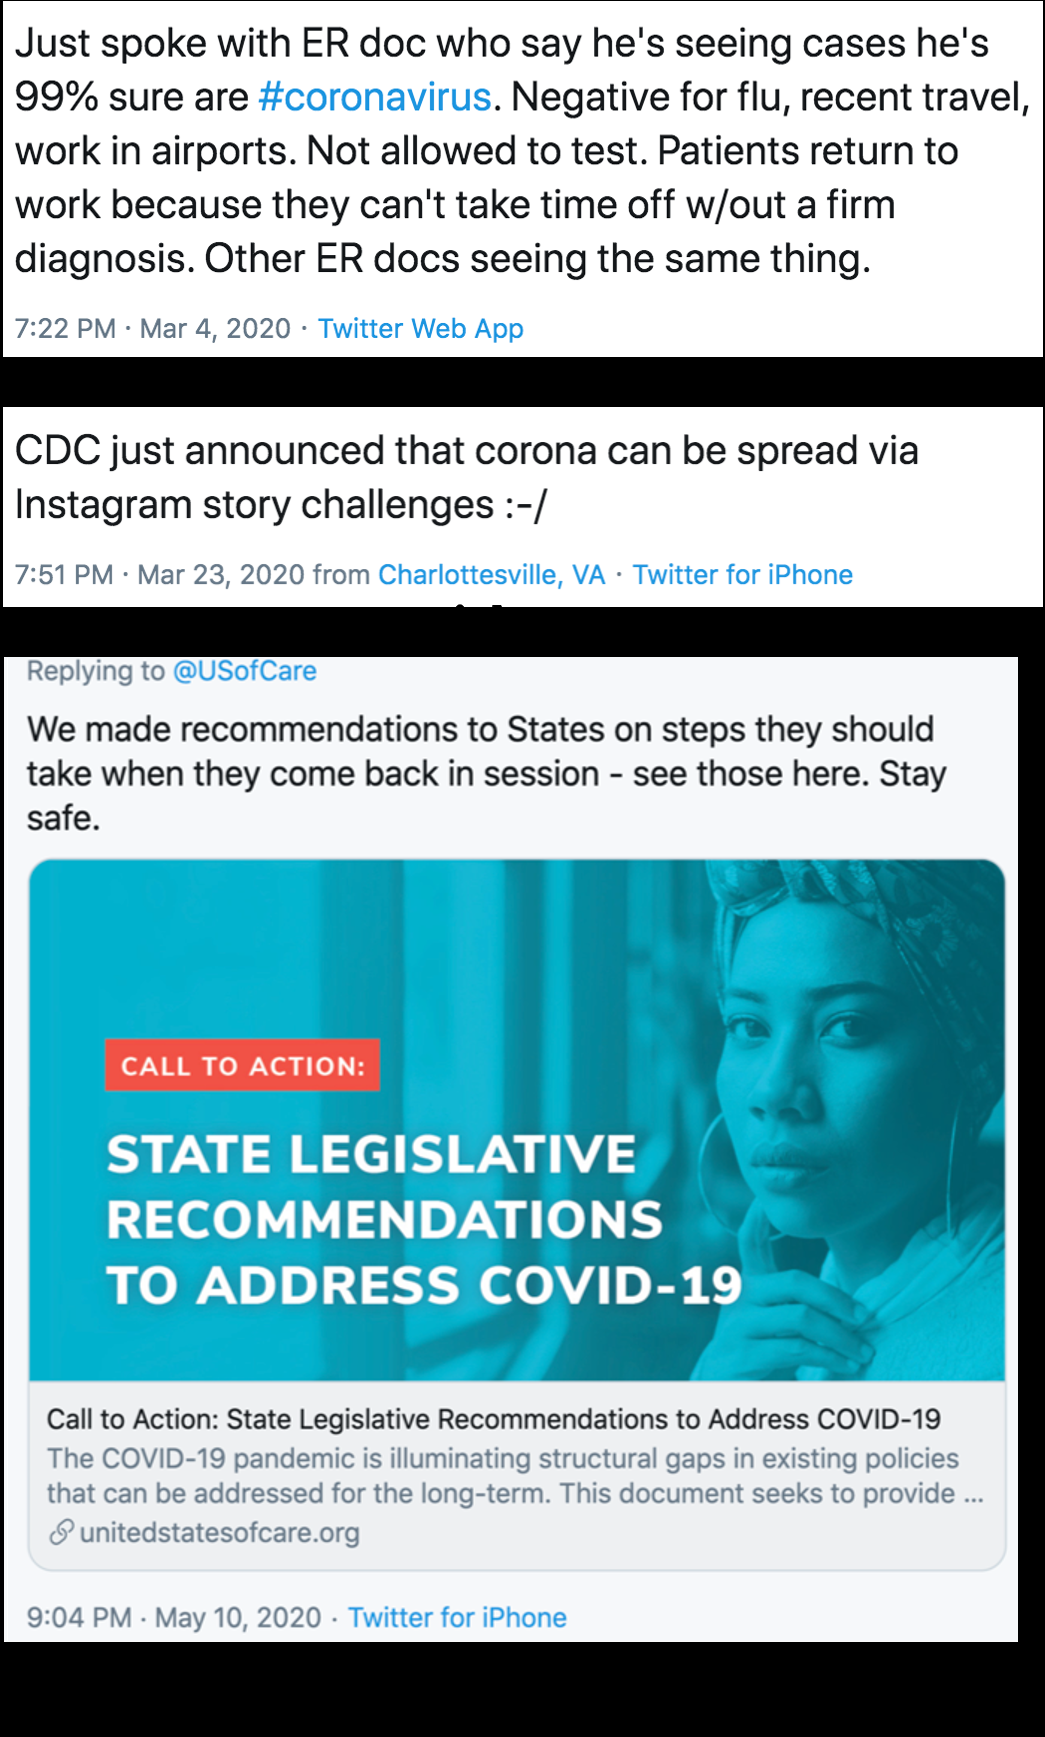 Just spoke with ER doc who say he's seeing cases he's
99% sure are #coronavirus. Negative for flu, recent travel,
work in airports. Not allowed to test. Patients return to
work because they can't take time off w/out a firm
diagnosis. Other ER docs seeing the same thing.
7:22 PM · Mar 4, 2020 · Twitter Web App
CDC just announced that corona can be spread via
Instagram story challenges :-/
7:51 PM · Mar 23, 2020 from Charlottesville, VA · Twitter for iPhone
Replying to @USofCare
We made recommendations to States on steps they should
take when they come back in session - see those here. Stay
safe.
CALL TO ACTION:
STATE LEGISLATIVE
RECOMMENDATIONS
TO ADDRESS COVID-19
Call to Action: State Legislative Recommendations to Address COVID-19
The COVID-19 pandemic is illuminating structural gaps in existing policies
that can be addressed for the long-term. This document seeks to provide ...
unitedstatesofcare.org
9:04 PM · May 10, 2020 · Twitter for iPhone